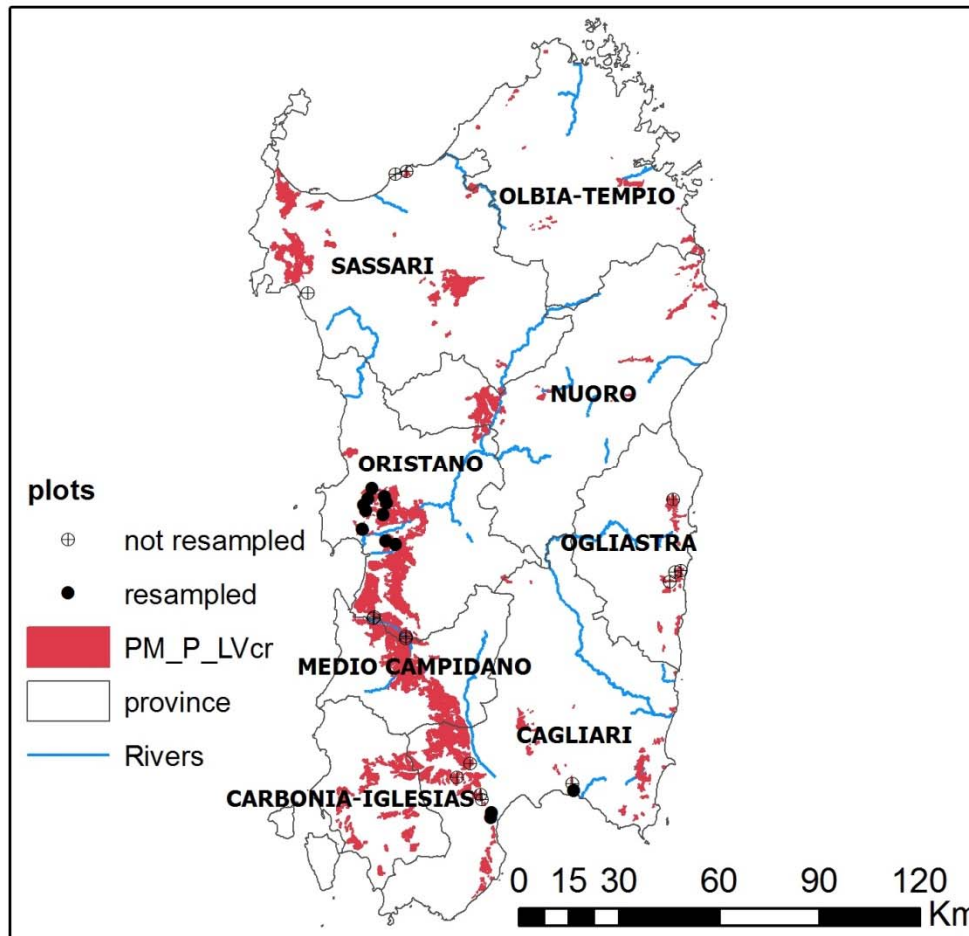 OLBIA-TEMPIO
SASSARI
NUORO
ORISTANO
OGLIASTRA
MEDIO CAMPIDANO
CAGLIARI
CARBONIA-IGLESIAS
plots
not resampled
resampled
PM_P_LVcr
province
Rivers
0 15 30 60 90 120
Km